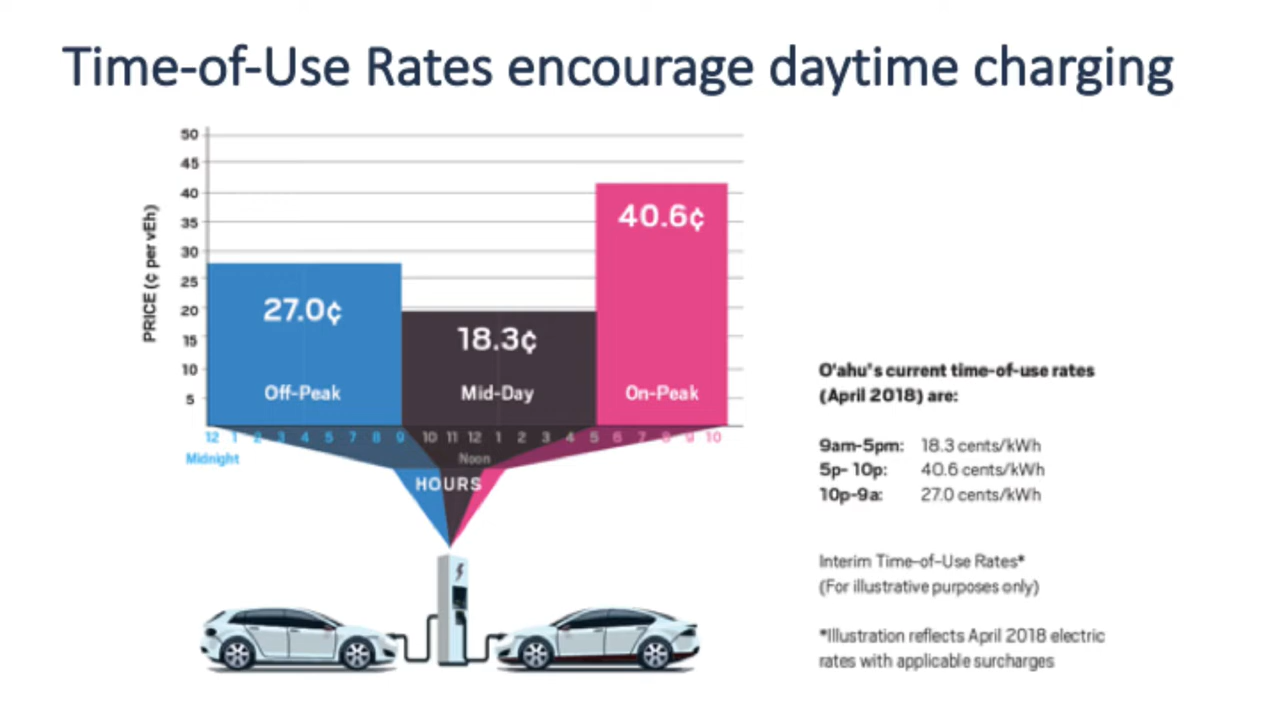 Time-of-Use Rates encourage daytime charging
50
45
40
35
30
25
20
15
10
5
PRICE (¢ per vEh)
27.0¢
Off-Peak
18.3¢
Mid-Day
40.6¢
On-Peak
12 1 2 3 4 5 7 8 9 10 11 12 1 2 3 4 5 6 7 8 9 10
Midnight
Noon
HOURS
O'ahu's current time-of-use rates
(April 2018) are:
9am-5pm: 18.3 cents/kWh
5p- 10p: 40.6 cents/kWh
10p-9a: 27.0 cents/kWh
Interim Time-of-Use Rates*
(For illustrative purposes only)
*Illustration reflects April 2018 electric
rates with applicable surcharges